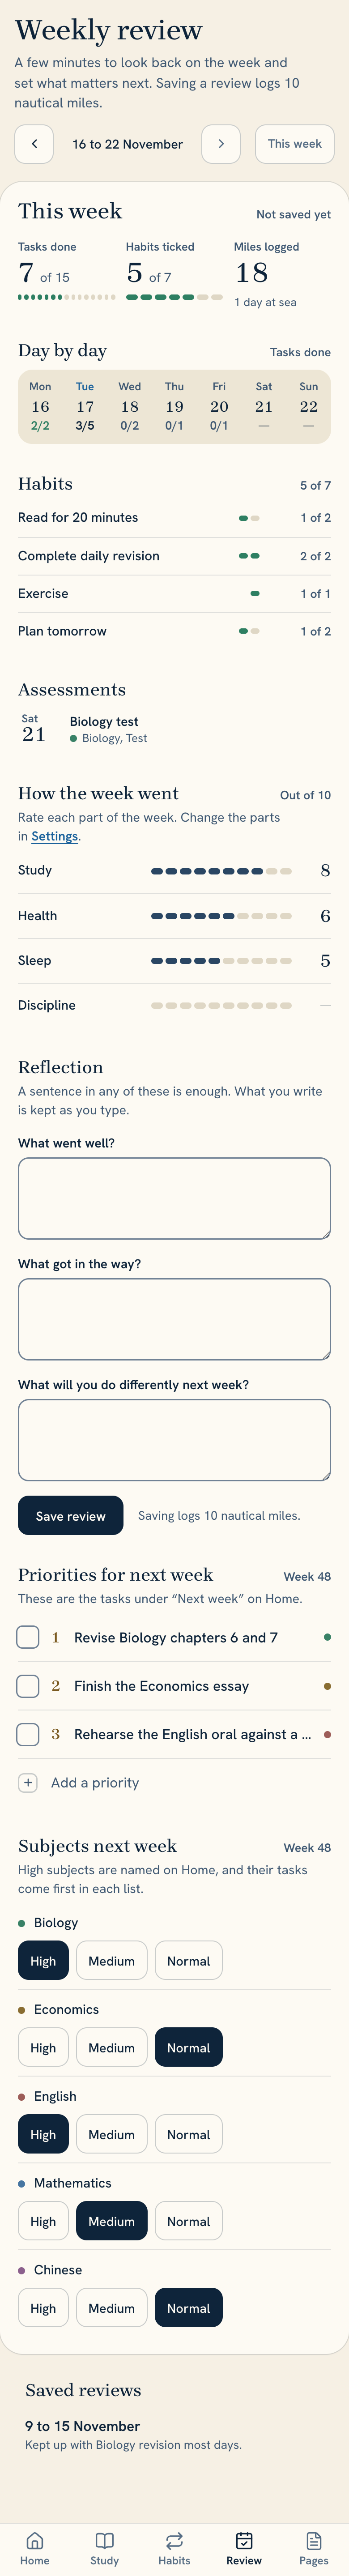 Weekly review
A few minutes to look back on the week and
set what matters next. Saving a review logs 10
nautical miles.
16 to 22 November
This week
This week
Not saved yet
Tasks done
Habits ticked
Miles logged
7 of 15
5 of 7
18
1 day at sea
Day by day
Tasks done
Mon Tue Wed Thu Fri Sat Sun
16 17 18 19 20 21 22
2/2 3/5 0/2 0/1 0/1 — —
Habits
5 of 7
Read for 20 minutes
1 of 2
Complete daily revision
2 of 2
Exercise
1 of 1
Plan tomorrow
1 of 2
Assessments
Sat
21
Biology test
Biology, Test
How the week went
Out of 10
Rate each part of the week. Change the parts
in Settings.
Study
8
Health
6
Sleep
5
Discipline
—
Reflection
A sentence in any of these is enough. What you write
is kept as you type.
What went well?
What got in the way?
What will you do differently next week?
Save review
Saving logs 10 nautical miles.
Priorities for next week
Week 48
These are the tasks under “Next week” on Home.
1 Revise Biology chapters 6 and 7
2 Finish the Economics essay
3 Rehearse the English oral against a ...
+ Add a priority
Subjects next week
Week 48
High subjects are named on Home, and their tasks
come first in each list.
Biology
High Medium Normal
Economics
High Medium Normal
English
High Medium Normal
Mathematics
High Medium Normal
Chinese
High Medium Normal
Saved reviews
9 to 15 November
Kept up with Biology revision most days.
Home Study Habits Review Pages